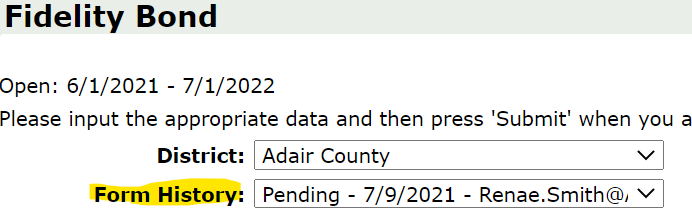 Fidelity Bond
Open: 6/1/2021 - 7/1/2022
Please input the appropriate data and then press 'Submit' when you a
District: Adair County
Form History: Pending - 7/9/2021 - Renae.Smith@